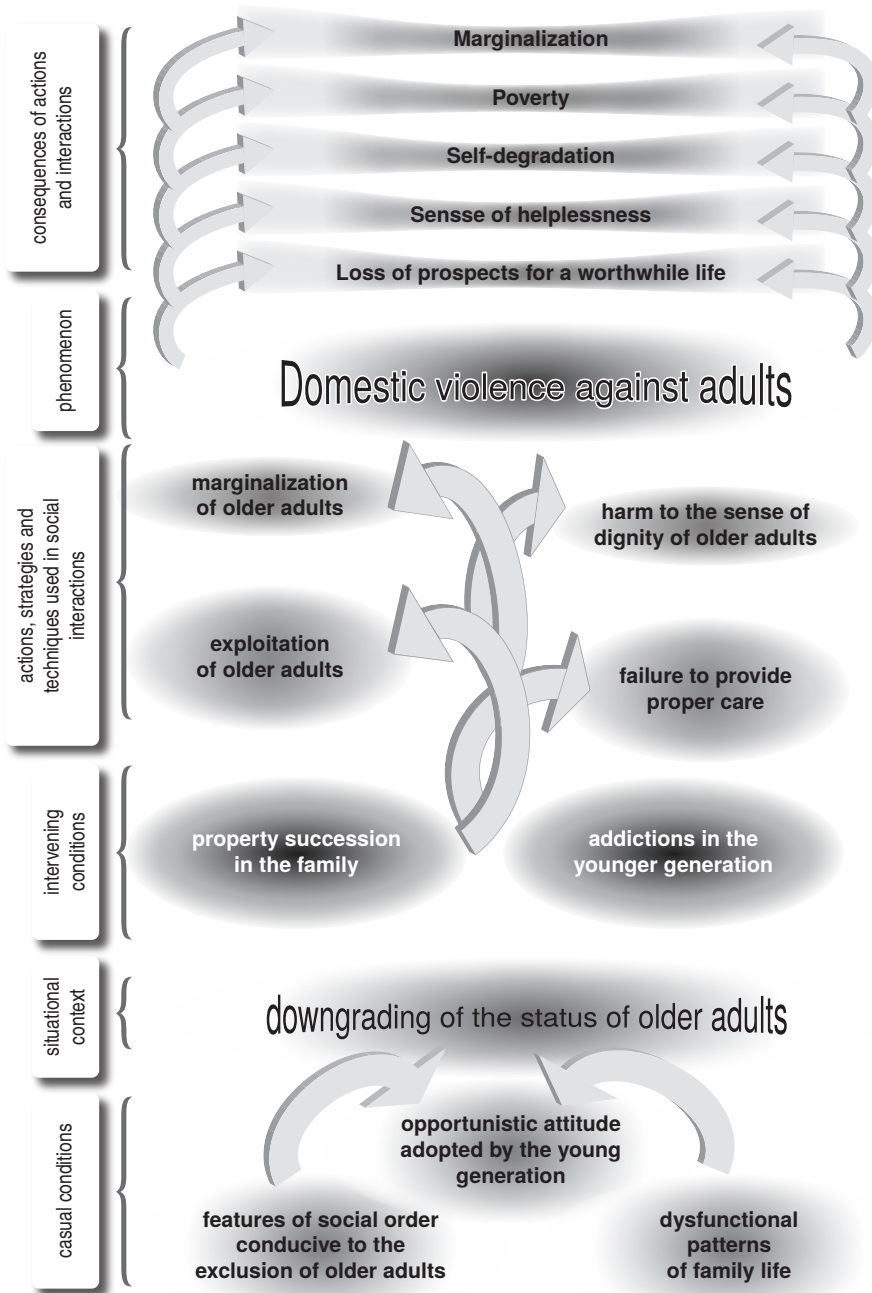 consequences of actions
and interactions
Marginalization
Poverty
Self-degradation
Sensse of helplessness
Loss of prospects for a worthwhile life
phenomenon
Domestic violence against adults
actions, strategies and
techniques used in social
interactions
marginalization
of older adults
harm to the sense of
dignity of older adults
exploitation
of older adults
failure to provide
proper care
intervening
conditions
property succession
in the family
addictions in the
younger generation
situational
context
downgrading of the status of older adults
casual conditions
opportunistic attitude
adopted by the young
generation
features of social order
conducive to the
exclusion of older adults
dysfunctional
patterns
of family life